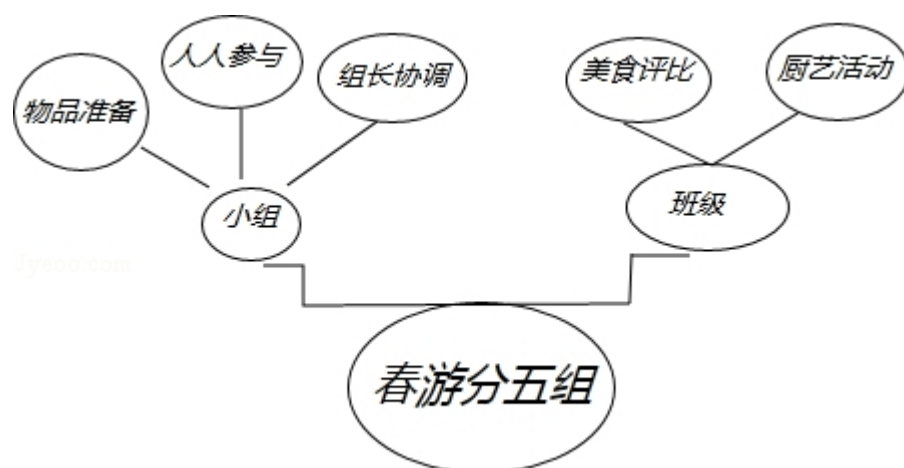 人人参与
组长协调
美食评比
厨艺活动
物品准备
小组
班级
春游分五组